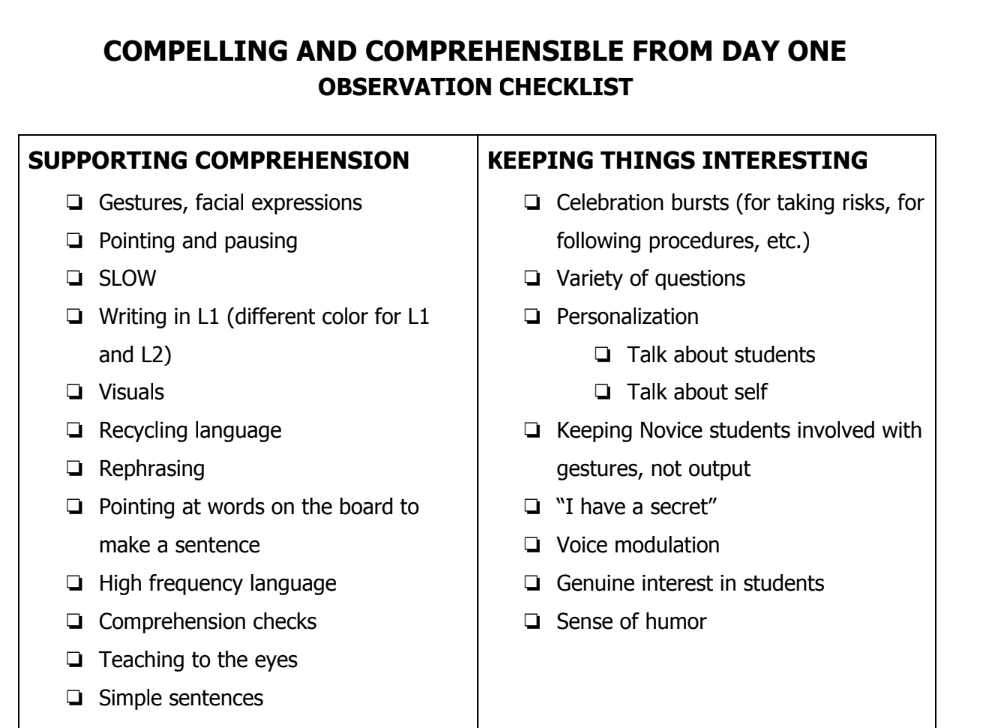 COMPELLING AND COMPREHENSIBLE FROM DAY ONE
OBSERVATION CHECKLIST
SUPPORTING COMPREHENSION
❏ Gestures, facial expressions
❏ Pointing and pausing
❏ SLOW
❏ Writing in L1 (different color for L1
and L2)
❏ Visuals
❏ Recycling language
❏ Rephrasing
❏ Pointing at words on the board to
make a sentence
❏ High frequency language
❏ Comprehension checks
❏ Teaching to the eyes
❏ Simple sentences
KEEPING THINGS INTERESTING
❏ Celebration bursts (for taking risks, for
following procedures, etc.)
❏ Variety of questions
❏ Personalization
❏ Talk about students
❏ Talk about self
❏ Keeping Novice students involved with
gestures, not output
❏ “I have a secret”
❏ Voice modulation
❏ Genuine interest in students
❏ Sense of humor